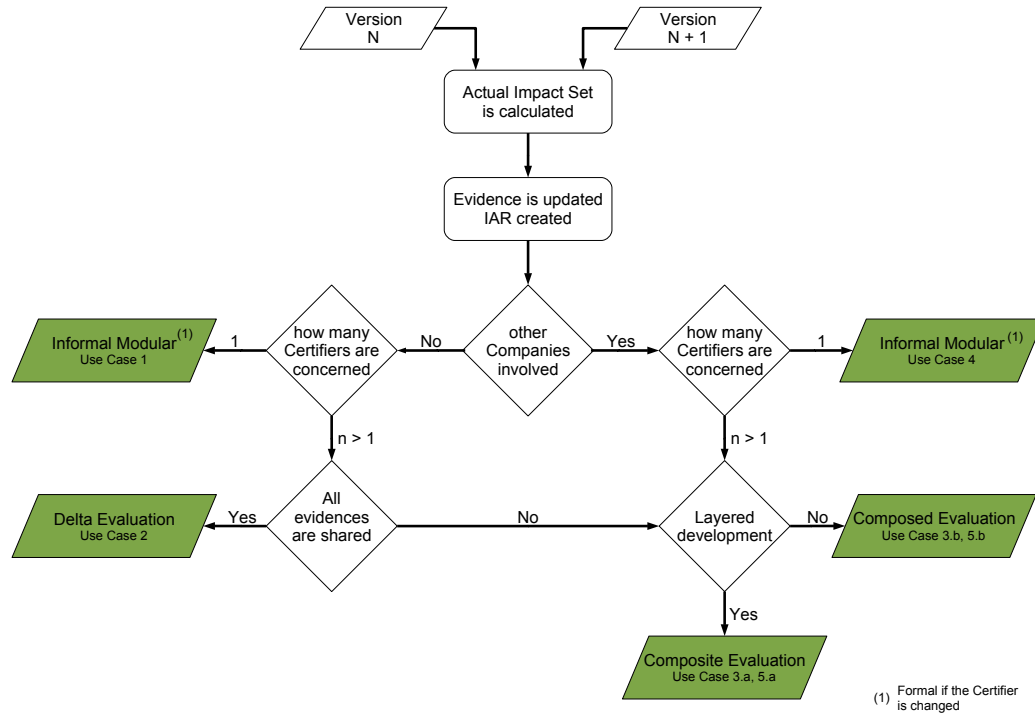 Version
N
Version
N + 1
Actual Impact Set
is calculated
Evidence is updated
IAR created
Informal Modular(1)
Use Case 1
1
how many
Certifiers are
concerned
No
other
Companies
involved
Yes
how many
Certifiers are
concerned
1
Informal Modular(1)
Use Case 4
n > 1
n > 1
Delta Evaluation
Use Case 2
Yes
All
evidences
are shared
No
Layered
development
No
Composed Evaluation
Use Case 3.b, 5.b
Yes
Composite Evaluation
Use Case 3.a, 5.a
(1) Formal if the Certifier
is changed